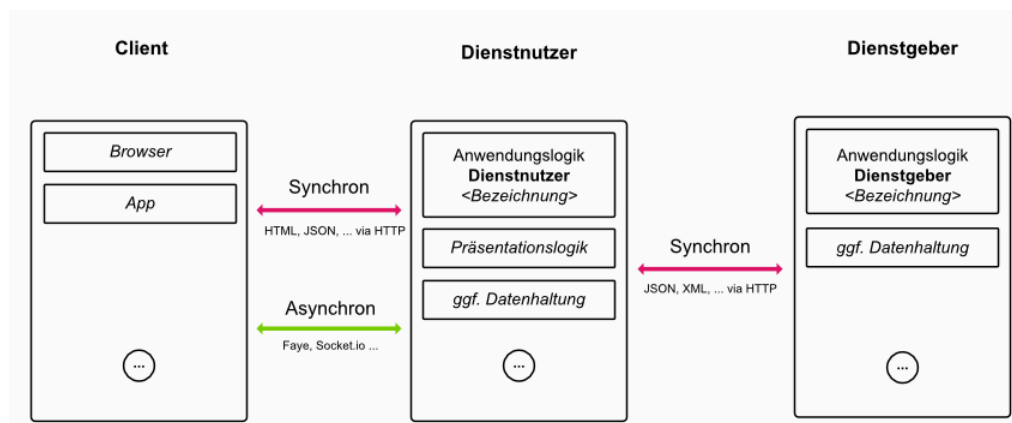 Client
Dienstnutzer
Dienstgeber
Browser
App
Synchron
HTML, JSON, ... via HTTP
Asynchron
Faye, Socket.io ...
...
Anwendungslogik
Dienstnutzer
<Bezeichnung>
Präsentationslogik
ggf. Datenhaltung
...
Synchron
JSON, XML, ... via HTTP
Anwendungslogik
Dienstgeber
<Bezeichnung>
ggf. Datenhaltung
...